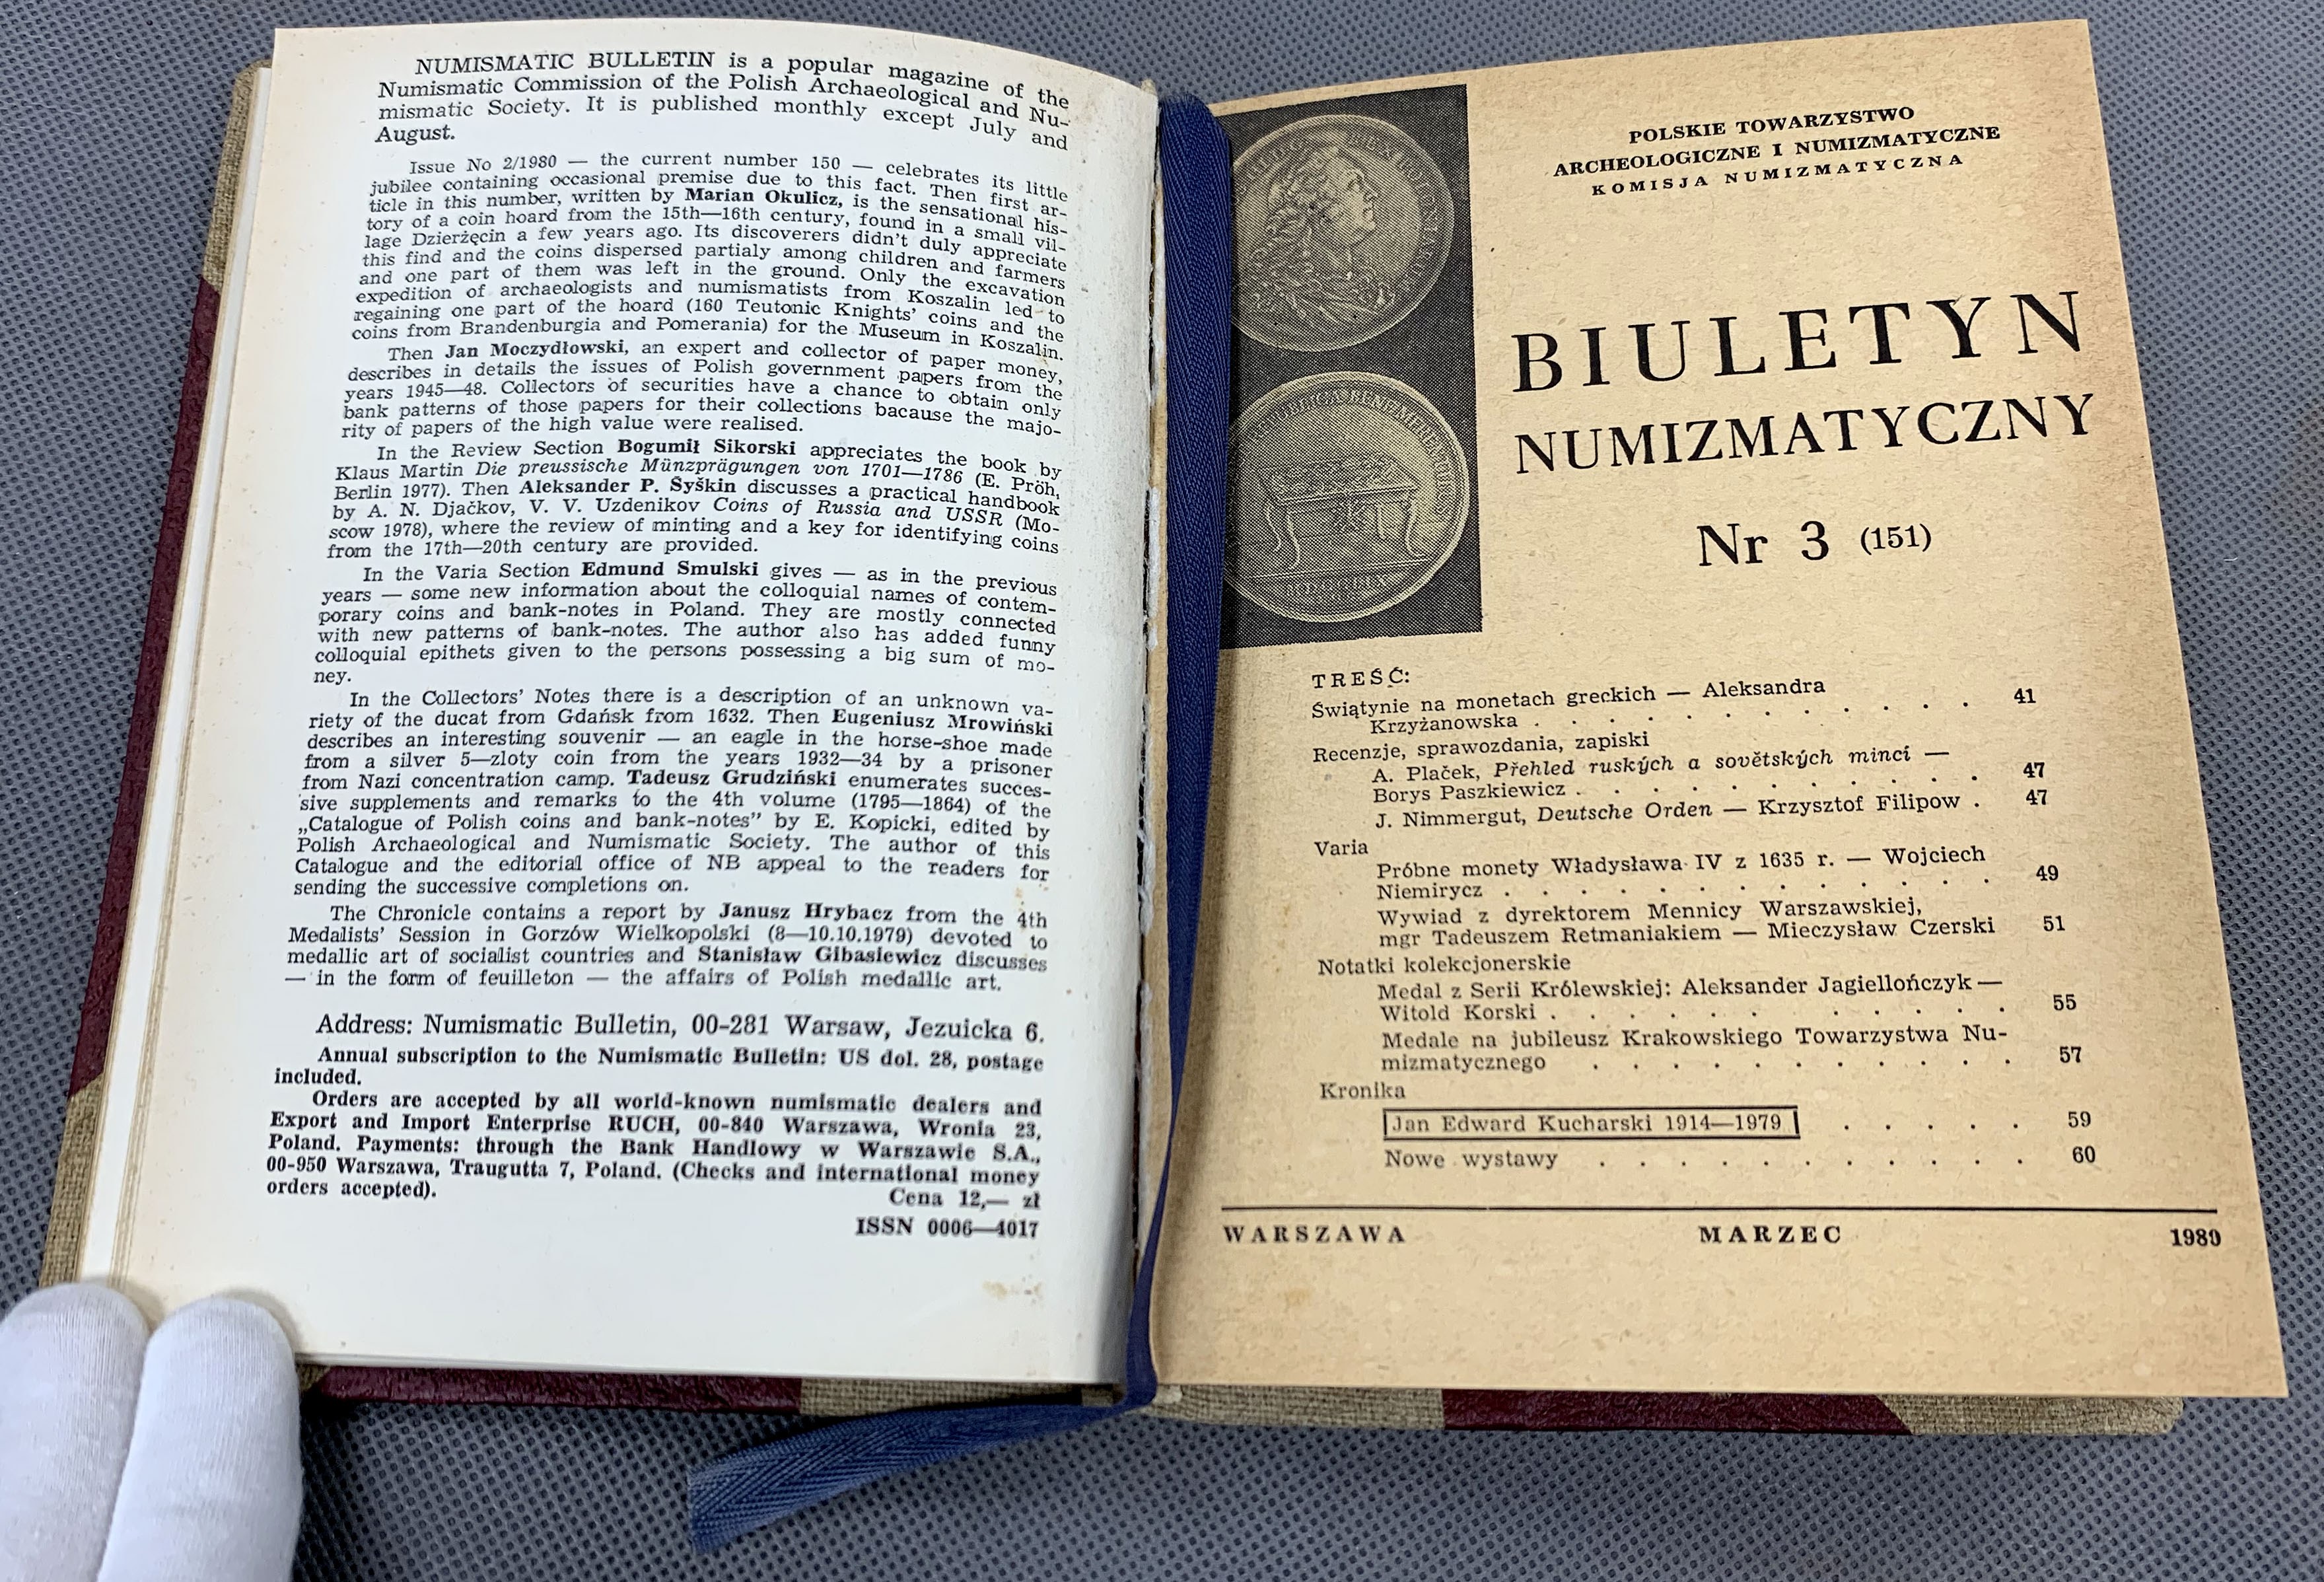 NUMISMATIC BULLETIN is a popular magazine of the
Numismatic Commission of the Polish Archaeological and Nu-
mismatic Society. It is published monthly except July and
August.
Issue No 2/1980 — the current number 150 — celebrates its little
jubilee containing occasional premise due to this fact. Then first ar-
ticle in this number, written by Marian Okulicz, is the sensational his-
tory of a coin hoard from the 15th—16th century, found in a small vil-
lage Dzierżęcin a few years ago. Its discoverers didn't duly appreciate
this find and the coins dispersed partialy among children and farmers
and one part of them was left in the ground. Only the excavation
expedition of archaeologists and numismatists from Koszalin led to
regaining one part of the hoard (160 Teutonic Knights' coins and the
coins from Brandenburgia and Pomerania) for the Museum in Koszalin.
Then Jan Moczydłowski, an expert and collector of paper money,
describes in details the issues of Polish government papers from the
years 1945—48. Collectors of securities have a chance to obtain only
bank patterns of those papers for their collections bacause the majo-
rity of papers of the high value were realised.
In the Review Section Bogumił Sikorski appreciates the book by
Klaus Martin Die preussische Münzprägungen von 1701—1786 (E. Pröh,
Berlin 1977). Then Aleksander P. Syškin discusses a practical handbook
by A. N. Djačkov, V. V. Uzdenikov Coins of Russia and USSR (Mo-
scow 1978), where the review of minting and a key for identifying coins
from the 17th—20th century are provided.
In the Varia Section Edmund Smulski gives — as in the previous
years — some new information about the colloquial names of contem-
porary coins and bank-notes in Poland. They are mostly connected
with new patterns of bank-notes. The author also has added funny
colloquial epithets given to the persons possessing a big sum of mo-
ney.
In the Collectors' Notes there is a description of an unknown va-
riety of the ducat from Gdańsk from 1632. Then Eugeniusz Mrowiński
describes an interesting souvenir — an eagle in the horse-shoe made
from a silver 5—zloty coin from the years 1932—34 by a prisoner
from Nazi concentration camp. Tadeusz Grudziński enumerates succes-
sive supplements and remarks to the 4th volume (1795—1864) of the
„Catalogue of Polish coins and bank-notes” by E. Kopicki, edited by
Polish Archaeological and Numismatic Society. The author of this
Catalogue and the editorial office of NB appeal to the readers for
sending the successive completions on.
The Chronicle contains a report by Janusz Hrybacz from the 4th
Medalists' Session in Gorzów Wielkopolski (8—10.10.1979) devoted to
medallic art of socialist countries and Stanisław Gibasiewicz discusses
— in the form of feuilleton — the affairs of Polish medallic art.
Address: Numismatic Bulletin, 00-281 Warsaw, Jezuicka 6.
Annual subscription to the Numismatic Bulletin: US dol. 28, postage
included.
Orders are accepted by all world-known numismatic dealers and
Export and Import Enterprise RUCH, 00-840 Warszawa, Wronia 23,
Poland. Payments: through the Bank Handlowy w Warszawie S.A.,
00-950 Warszawa, Traugutta 7, Poland. (Checks and international money
orders accepted).
Cena 12,— zł
ISSN 0006—4017
POLSKIE TOWARZYSTWO
ARCHEOLOGICZNE I NUMIZMATYCZNE
KOMISJA NUMIZMATYCZNA
BIULETYN
NUMIZMATYCZNY
Nr 3 (151)
BENE MERENTIBUS
TREŚĆ:
Świątynie na monetach greckich — Aleksandra
Krzyżanowska . . . . . . . . . . . 41
Recenzje, sprawozdania, zapiski
A. Plaček, Přehled ruských a sovětských mincí —
Borys Paszkiewicz . . . . . . . . . . 47
J. Nimmergut, Deutsche Orden — Krzysztof Filipow . 47
Varia
Próbne monety Władysława IV z 1635 r. — Wojciech
Niemirycz . . . . . . . . . . . . 49
Wywiad z dyrektorem Mennicy Warszawskiej,
mgr Tadeuszem Retmaniakiem — Mieczysław Czerski 51
Notatki kolekcjonerskie
Medal z Serii Królewskiej: Aleksander Jagiellończyk —
Witold Korski . . . . . . . . . . 55
Medale na jubileusz Krakowskiego Towarzystwa Nu-
mizmatycznego . . . . . . . . . . . 57
Kronika
Jan Edward Kucharski 1914—1979 . . . . . 59
Nowe wystawy . . . . . . . . . . . 60
WARSZAWA MARZEC 1980